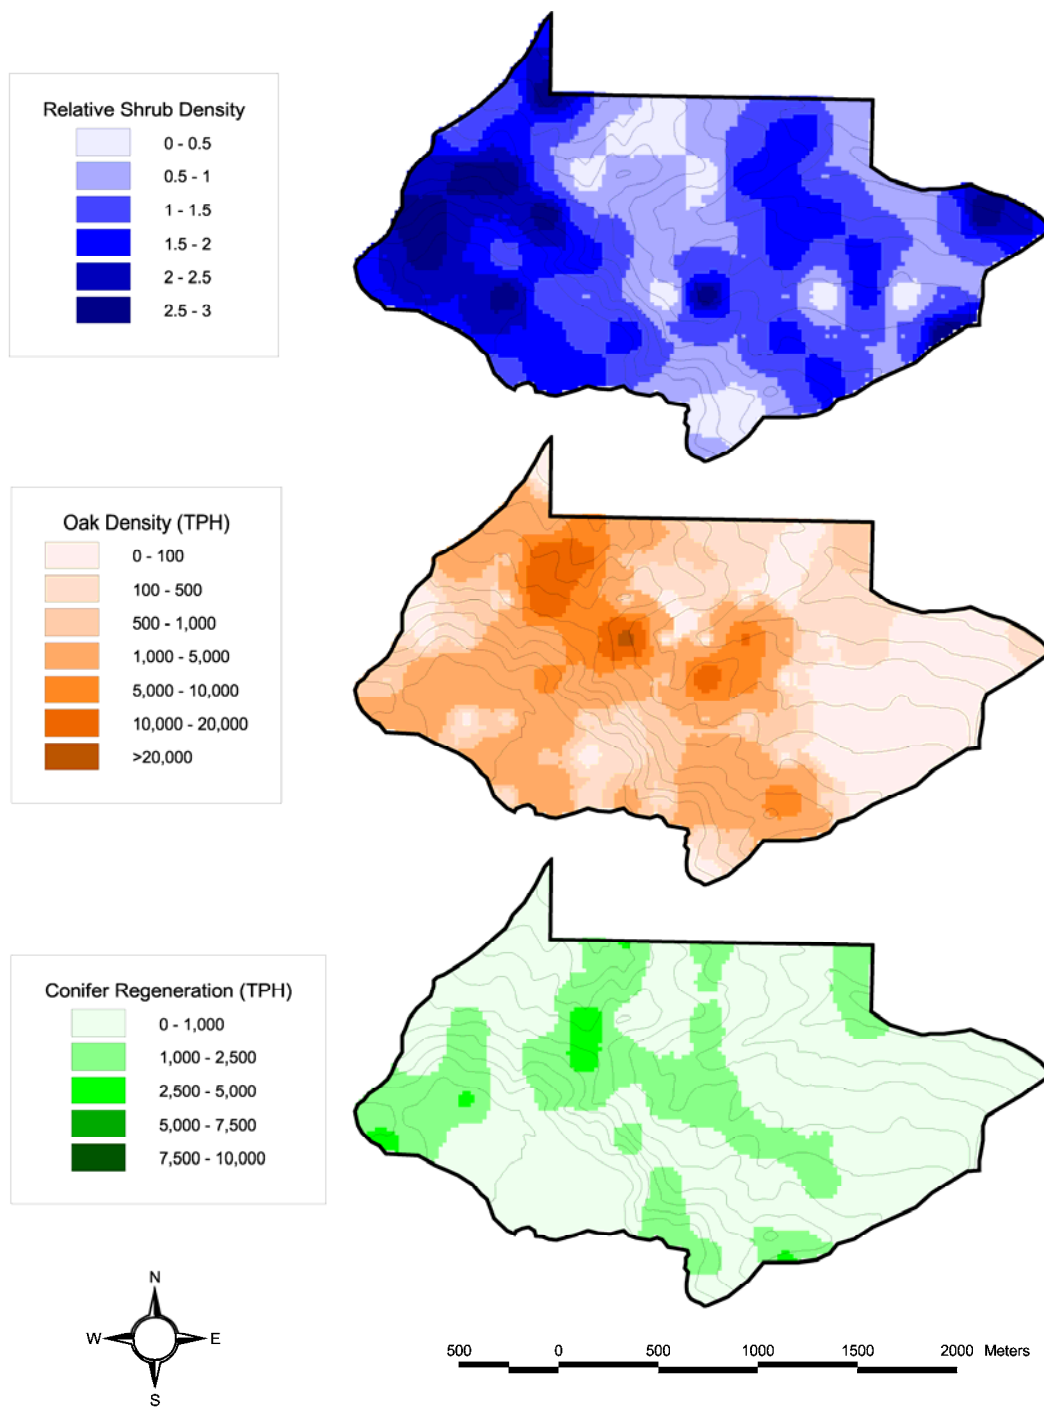 Relative Shrub Density
0 - 0.5
0.5 - 1
1 - 1.5
1.5 - 2
2 - 2.5
2.5 - 3
Oak Density (TPH)
0 - 100
100 - 500
500 - 1,000
1,000 - 5,000
5,000 - 10,000
10,000 - 20,000
>20,000
Conifer Regeneration (TPH)
0 - 1,000
1,000 - 2,500
2,500 - 5,000
5,000 - 7,500
7,500 - 10,000
N
W E
S
500 0 500 1000 1500 2000 Meters